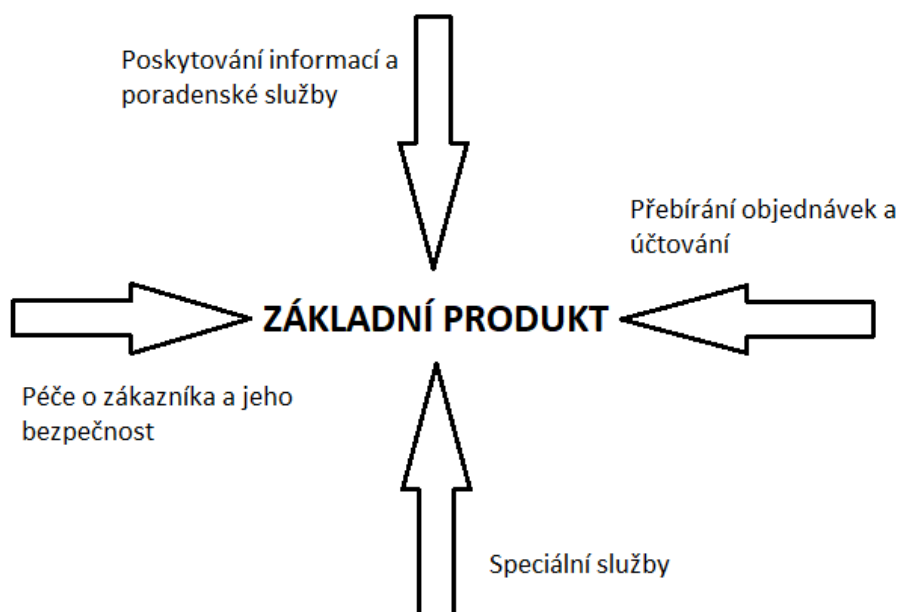 Poskytování informací a
poradenské služby
Přebírání objednávek a
účtování
ZÁKLADNÍ PRODUKT
Péče o zákazníka a jeho
bezpečnost
Speciální služby